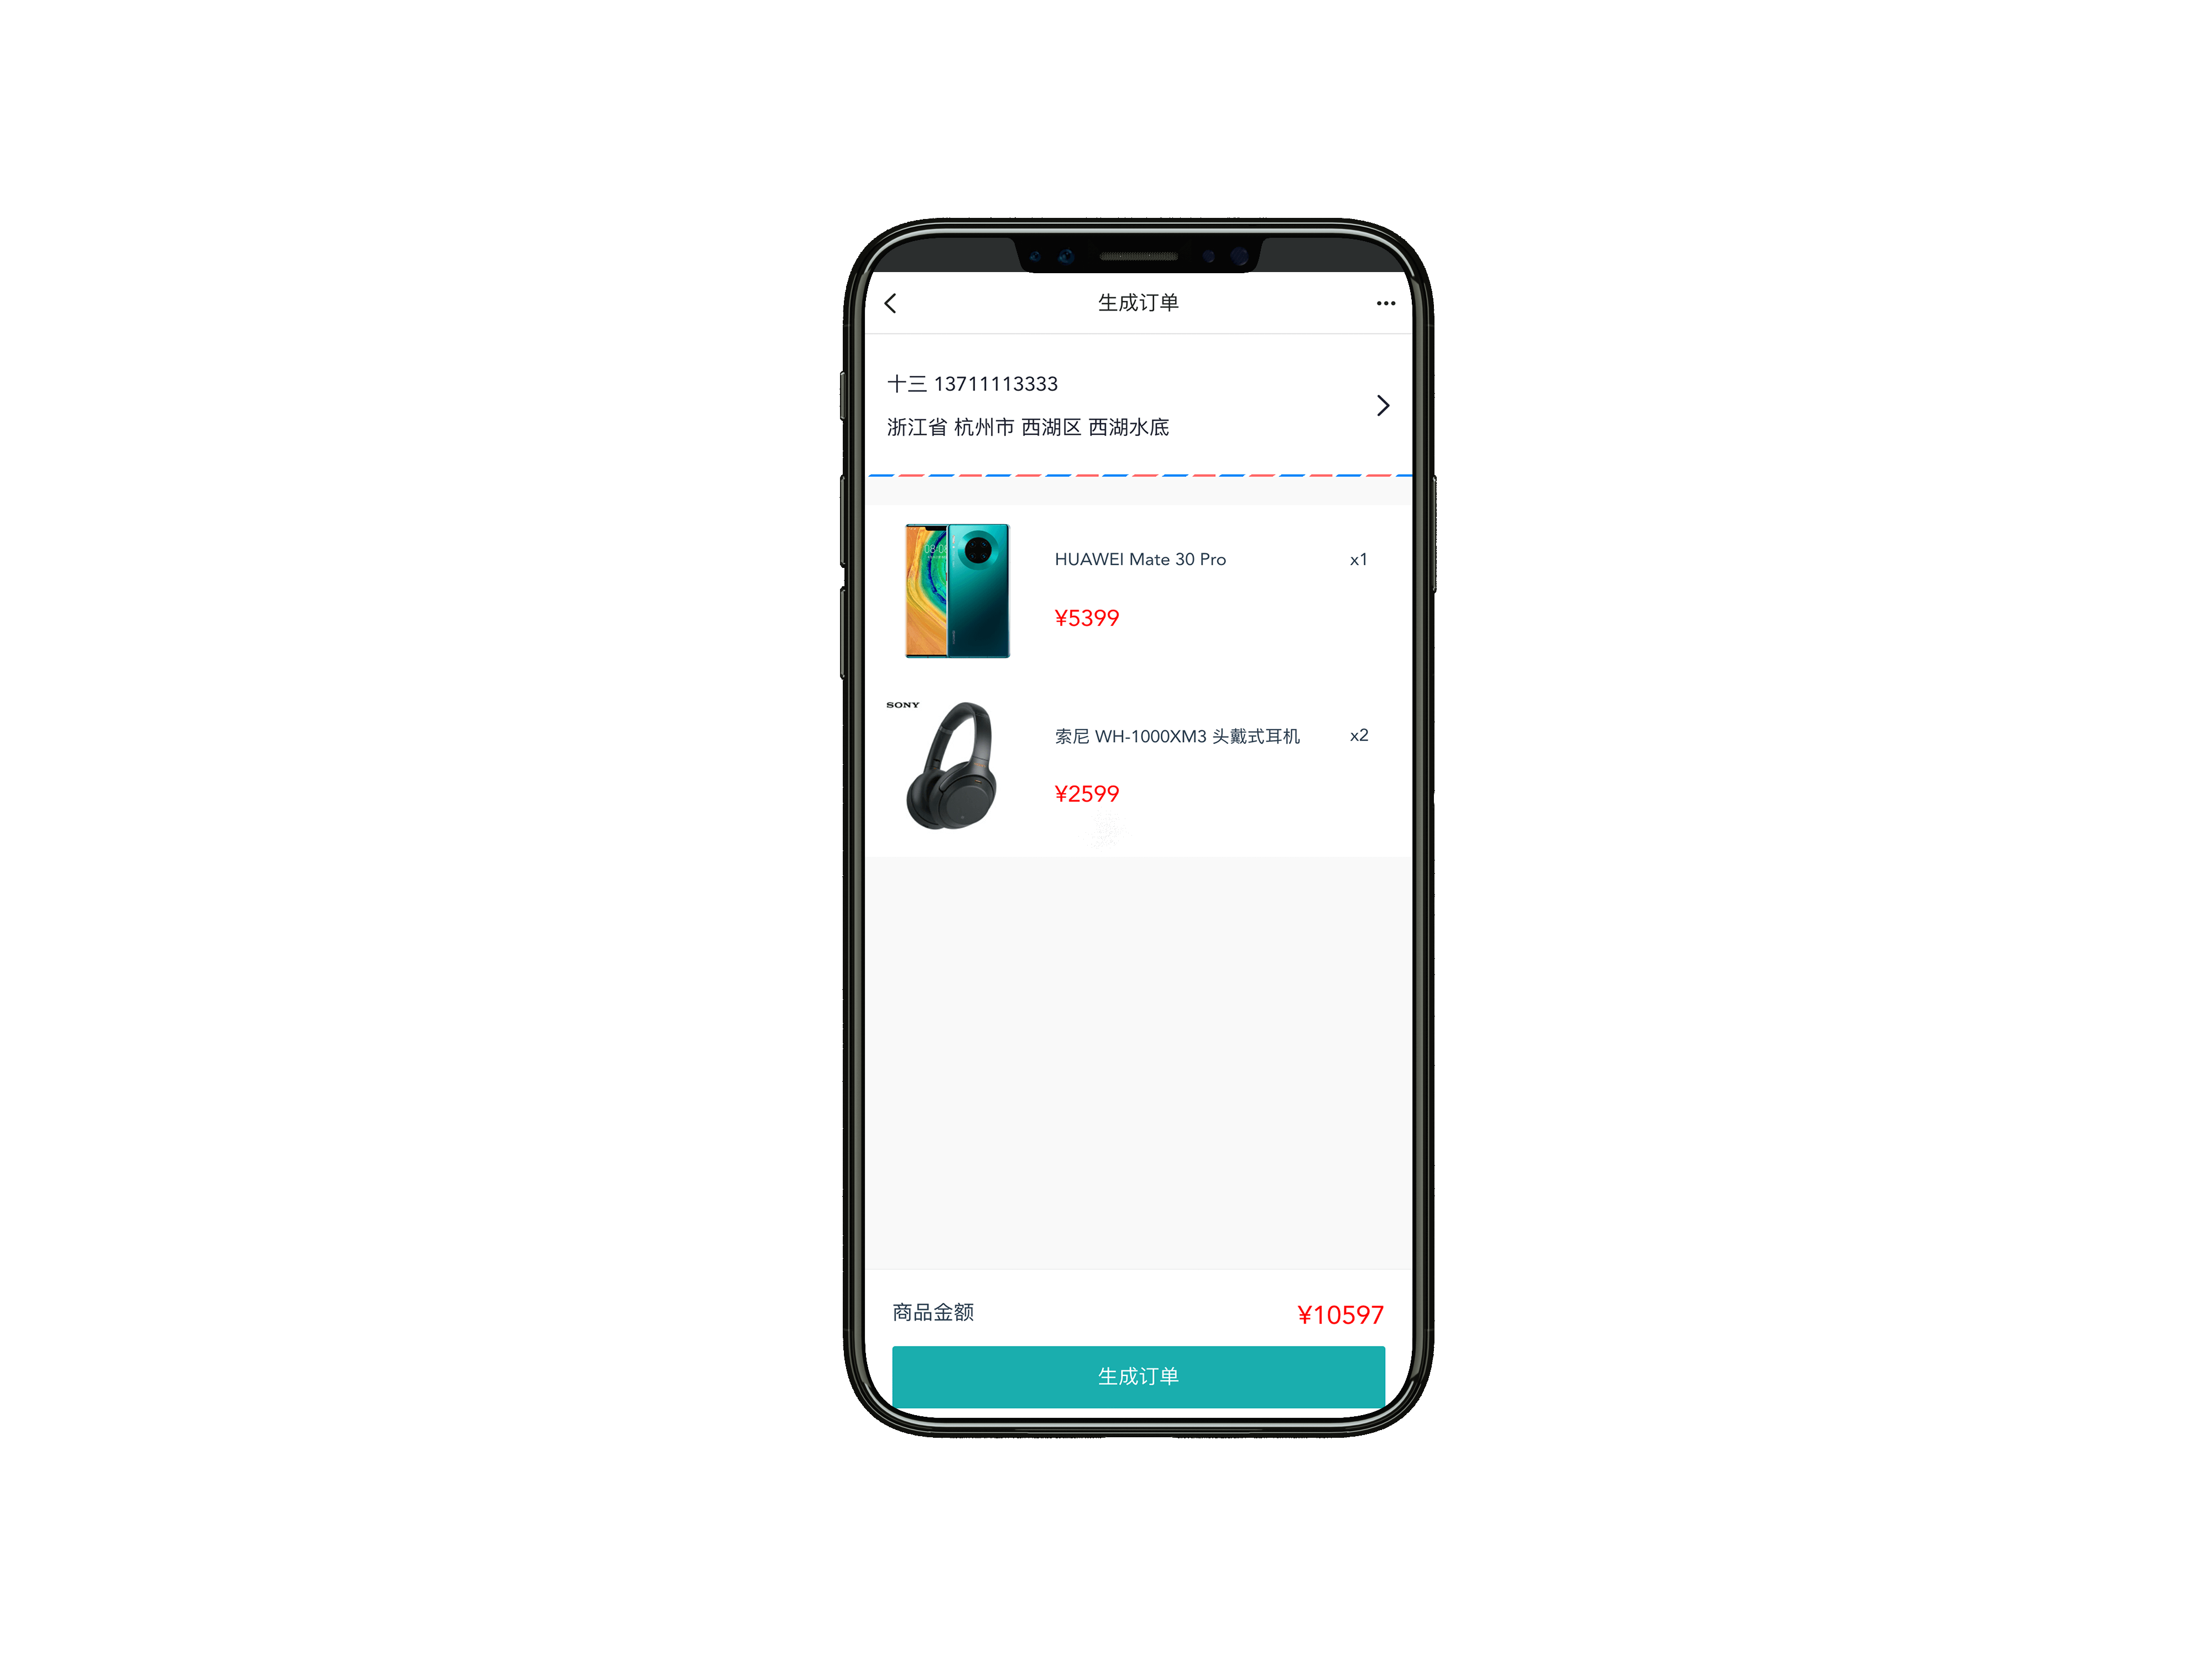 生成订单
十三 13711113333
浙江省 杭州市 西湖区 西湖水底
HUAWEI Mate 30 Pro x1
¥5399
SONY
索尼 WH-1000XM3 头戴式耳机 x2
¥2599
商品金额 ¥10597
生成订单